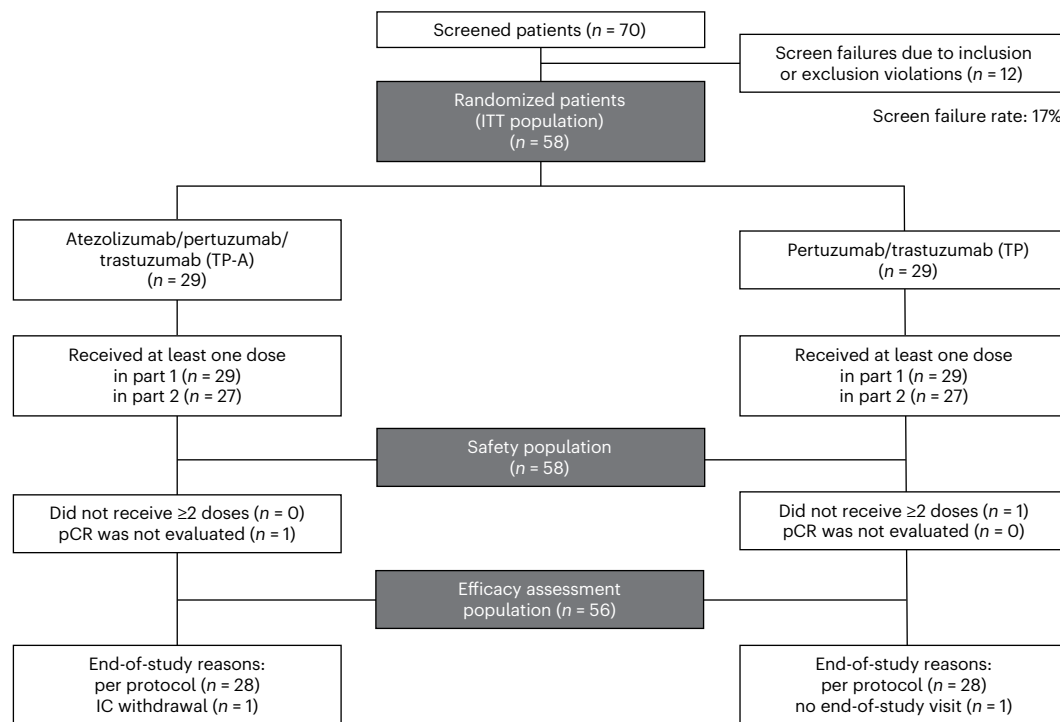 Screened patients (n = 70)
Screen failures due to inclusion
or exclusion violations (n = 12)
Screen failure rate: 17%
Randomized patients
(ITT population)
(n = 58)
Atezolizumab/pertuzumab/
trastuzumab (TP-A)
(n = 29)
Pertuzumab/trastuzumab (TP)
(n = 29)
Received at least one dose
in part 1 (n = 29)
in part 2 (n = 27)
Received at least one dose
in part 1 (n = 29)
in part 2 (n = 27)
Safety population
(n = 58)
Did not receive ≥2 doses (n = 0)
pCR was not evaluated (n = 1)
Did not receive ≥2 doses (n = 1)
pCR was not evaluated (n = 0)
Efficacy assessment
population (n = 56)
End-of-study reasons:
per protocol (n = 28)
IC withdrawal (n = 1)
End-of-study reasons:
per protocol (n = 28)
no end-of-study visit (n = 1)